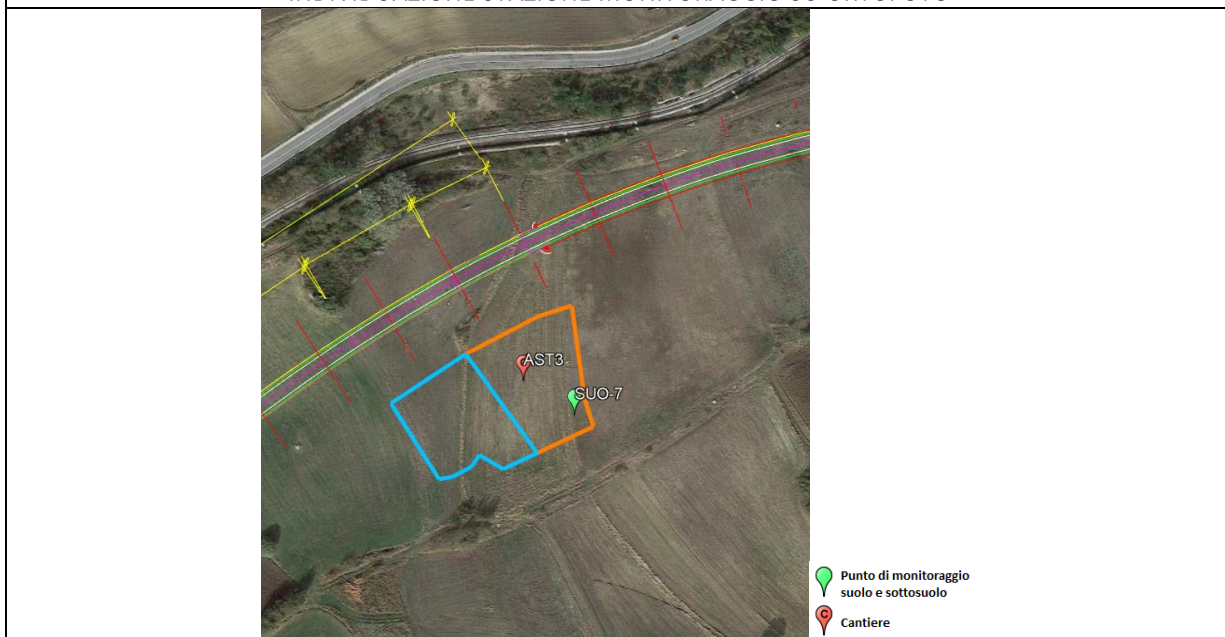 AST3
SUO-7
Punto di monitoraggio
suolo e sottosuolo
C
Cantiere